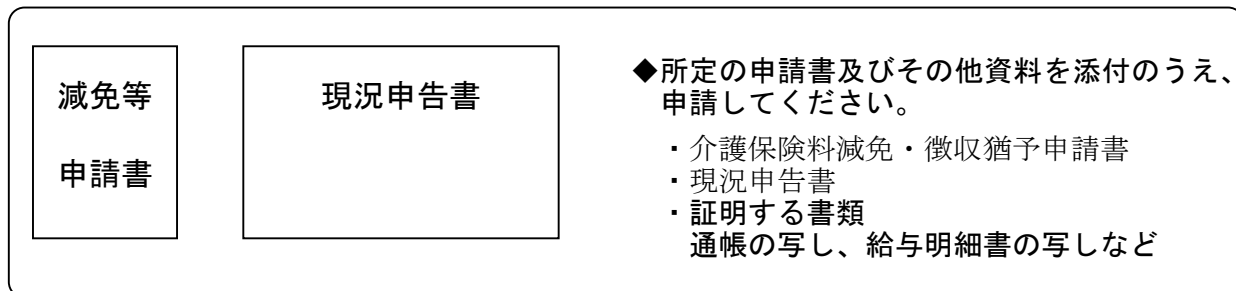 減免等
申請書
現況申告書
◆所定の申請書及びその他資料を添付のうえ、
申請してください。
・介護保険料減免・徴収猶予申請書
・現況申告書
・証明する書類
通帳の写し、給与明細書の写しなど